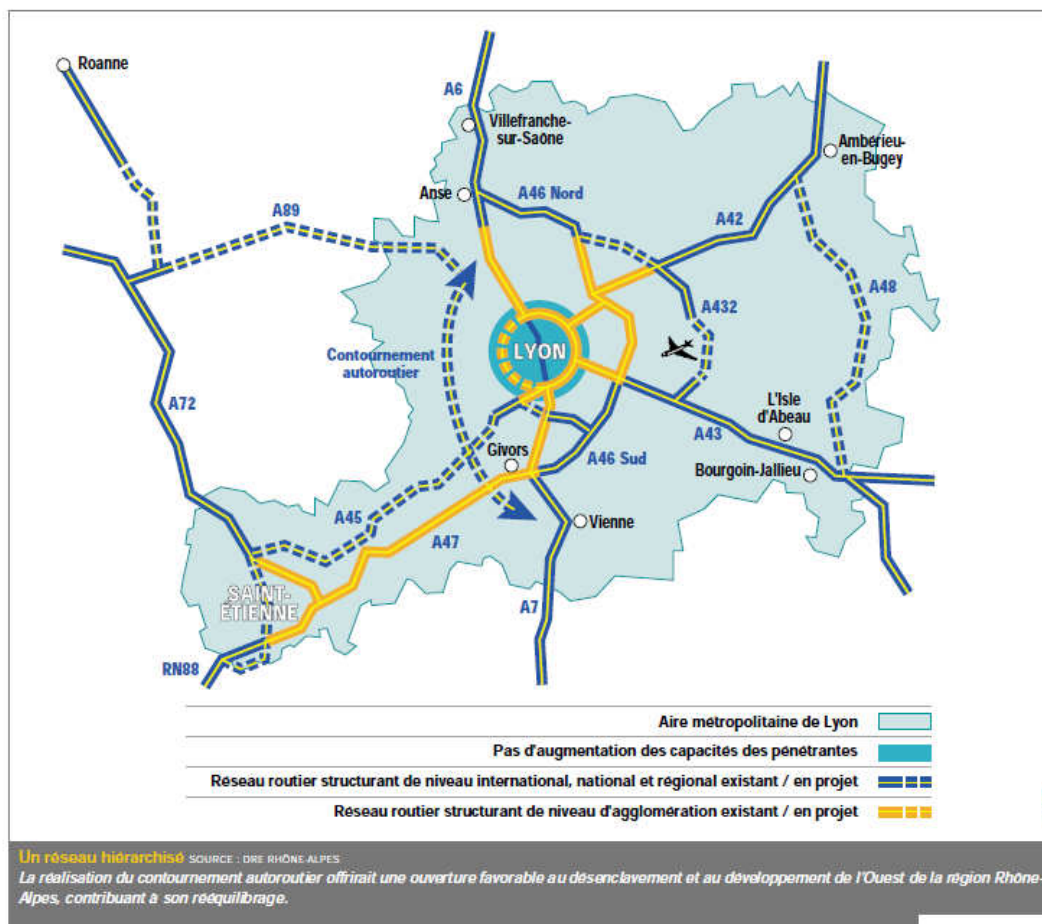 Roanne
A6
Villefranche-
sur-Saône
Ambérieu-
en-Bugey
Anse
A46 Nord
A89
A42
A48
A432
Contournement
autoroutier
LYON
A72
L'Isle
d'Abeau
A43
Givors
A46 Sud
Bourgoin-Jallieu
A45
Vienne
A47
SAINT-
ÉTIENNE
A7
RN88
Aire métropolitaine de Lyon
Pas d'augmentation des capacités des pénétrantes
Réseau routier structurant de niveau international, national et régional existant / en projet
Réseau routier structurant de niveau d'agglomération existant / en projet
Un réseau hiérarchisé SOURCE : DRE RHÔNE-ALPES
La réalisation du contournement autoroutier offrirait une ouverture favorable au désenclavement et au développement de l'Ouest de la région Rhône-
Alpes, contribuant à son rééquilibrage.